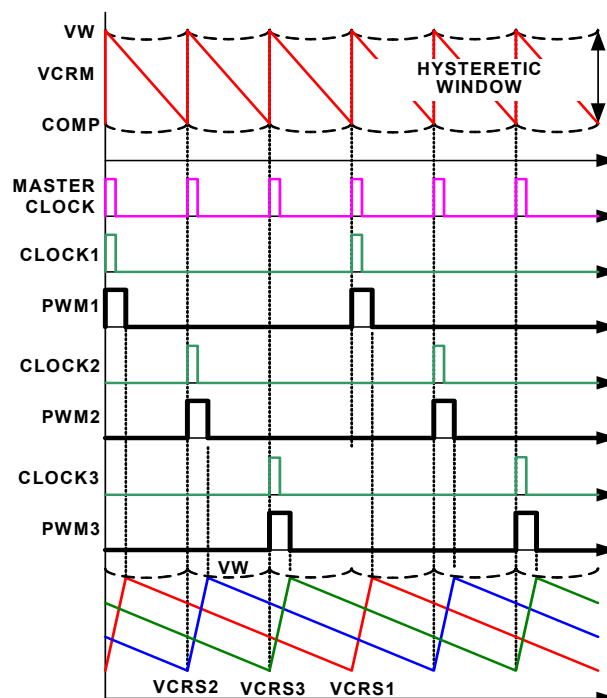 VW
VCRM
HYSTERETIC
WINDOW
COMP
MASTER
CLOCK
CLOCK1
PWM1
CLOCK2
PWM2
CLOCK3
PWM3
VW
VCRS2 VCRS3 VCRS1